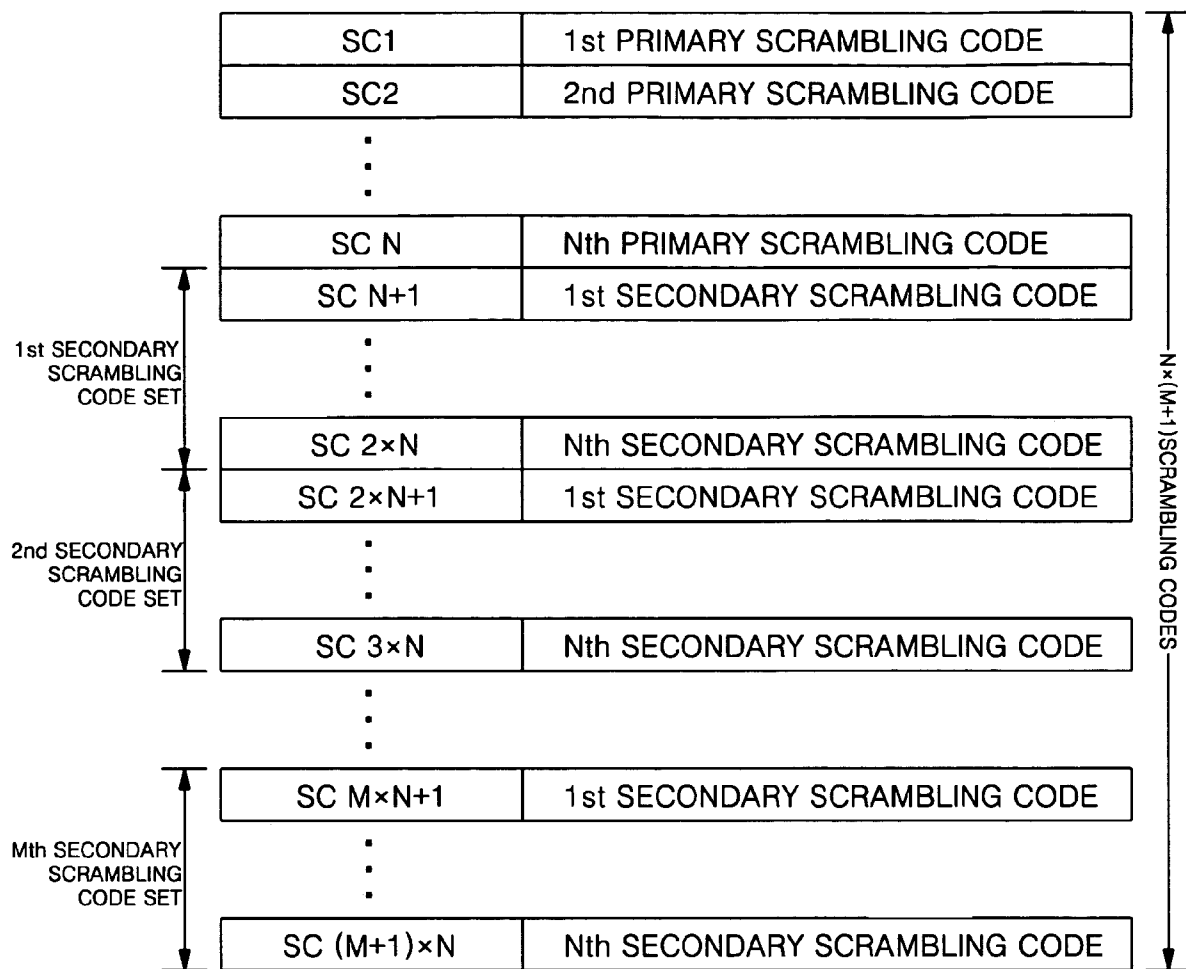 SC1 1st PRIMARY SCRAMBLING CODE
SC2 2nd PRIMARY SCRAMBLING CODE
SC N Nth PRIMARY SCRAMBLING CODE
SC N+1 1st SECONDARY SCRAMBLING CODE
1st SECONDARY
SCRAMBLING
CODE SET
SC 2×N Nth SECONDARY SCRAMBLING CODE
SC 2×N+1 1st SECONDARY SCRAMBLING CODE
2nd SECONDARY
SCRAMBLING
CODE SET
SC 3×N Nth SECONDARY SCRAMBLING CODE
SC M×N+1 1st SECONDARY SCRAMBLING CODE
Mth SECONDARY
SCRAMBLING
CODE SET
SC (M+1)×N Nth SECONDARY SCRAMBLING CODE
N×(M+1)SCRAMBLING CODES